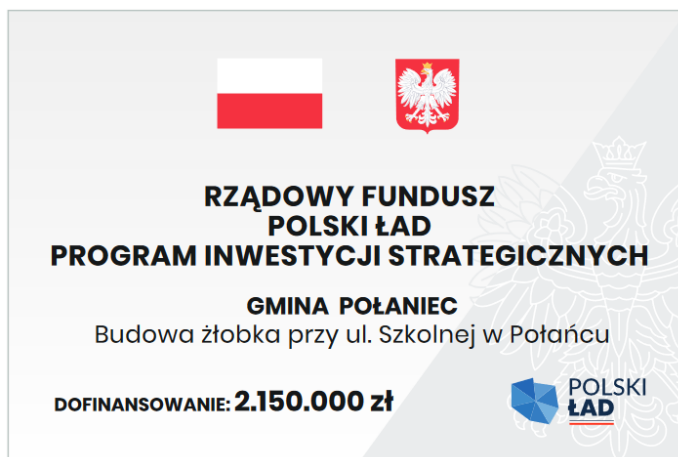 RZĄDOWY FUNDUSZ
POLSKI ŁAD
PROGRAM INWESTYCJI STRATEGICZNYCH
GMINA POŁANIEC
Budowa żłobka przy ul. Szkolnej w Połańcu
DOFINANSOWANIE: 2.150.000 zł
POLSKI
ŁAD